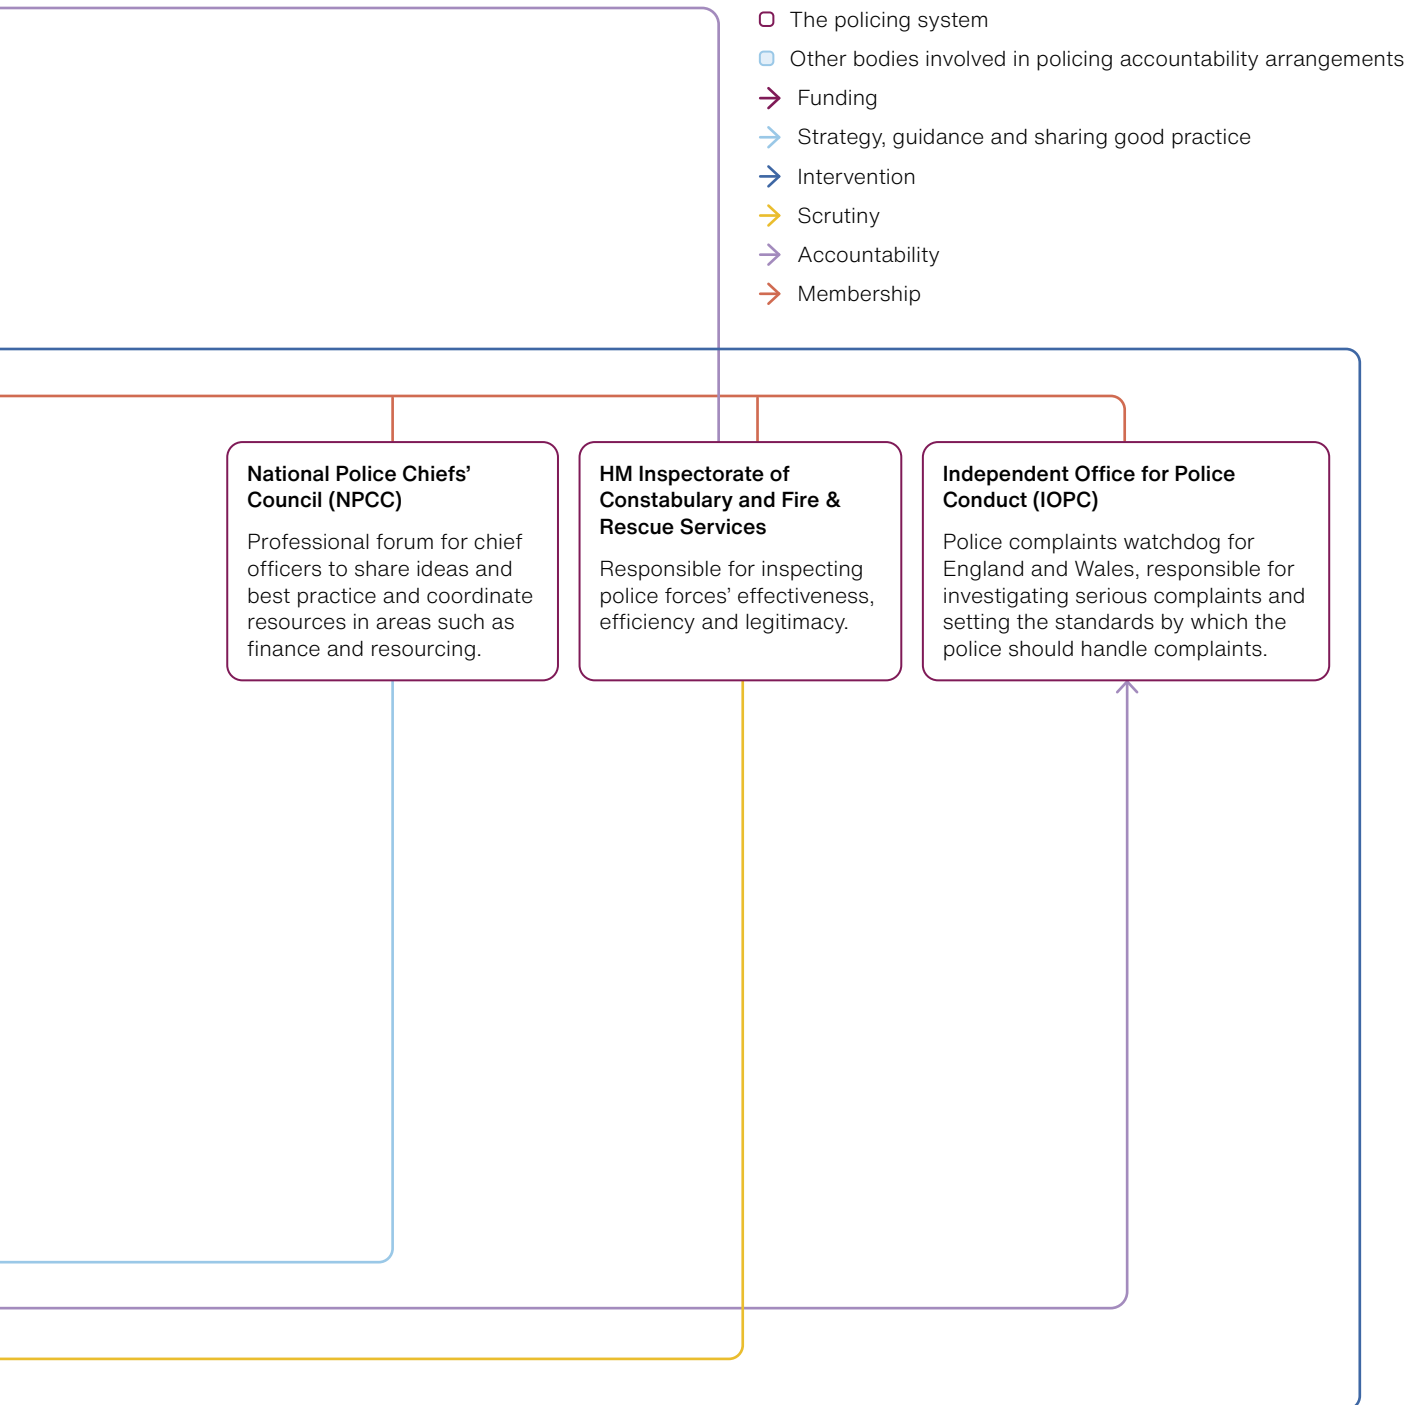 The policing system
Other bodies involved in policing accountability arrangements
Funding
Strategy, guidance and sharing good practice
Intervention
Scrutiny
Accountability
Membership
National Police Chiefs’
Council (NPCC)
Professional forum for chief
officers to share ideas and
best practice and coordinate
resources in areas such as
finance and resourcing.
HM Inspectorate of
Constabulary and Fire &
Rescue Services
Responsible for inspecting
police forces’ effectiveness,
efficiency and legitimacy.
Independent Office for Police
Conduct (IOPC)
Police complaints watchdog for
England and Wales, responsible for
investigating serious complaints and
setting the standards by which the
police should handle complaints.